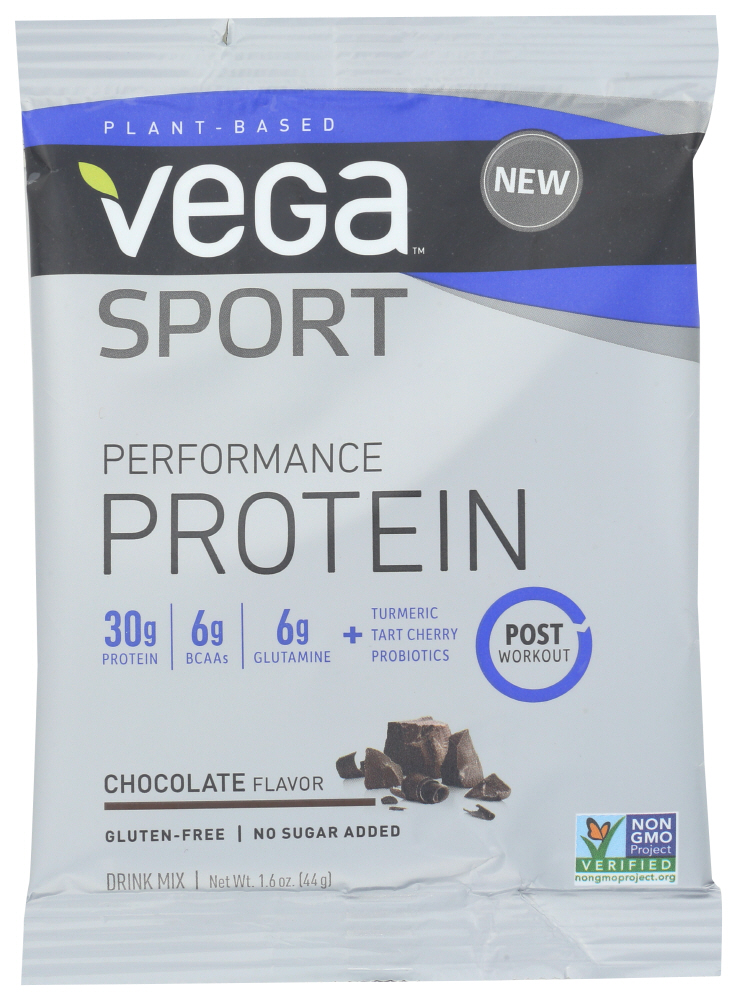 PLANT-BASED
vega™
NEW
SPORT
PERFORMANCE
PROTEIN
30g PROTEIN
6g BCAAs
6g GLUTAMINE
+
TURMERIC
TART CHERRY
PROBIOTICS
POST
WORKOUT
CHOCOLATE FLAVOR
GLUTEN-FREE | NO SUGAR ADDED
DRINK MIX | Net Wt. 1.6 oz. (44 g)
NON
GMO
Project
VERIFIED
nongmoproject.org